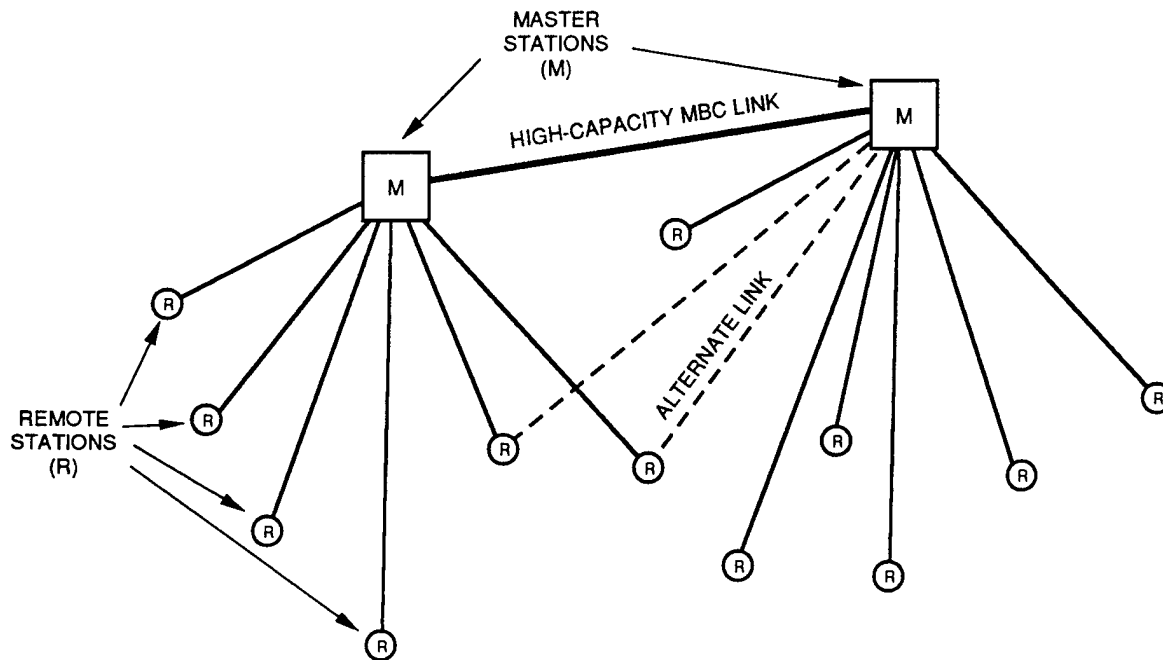 MASTER
STATIONS
(M)
HIGH-CAPACITY MBC LINK
M
M
R
R
ALTERNATE LINK
R
R
REMOTE
STATIONS
(R)
R
R
R
R
R
R
R
R
R